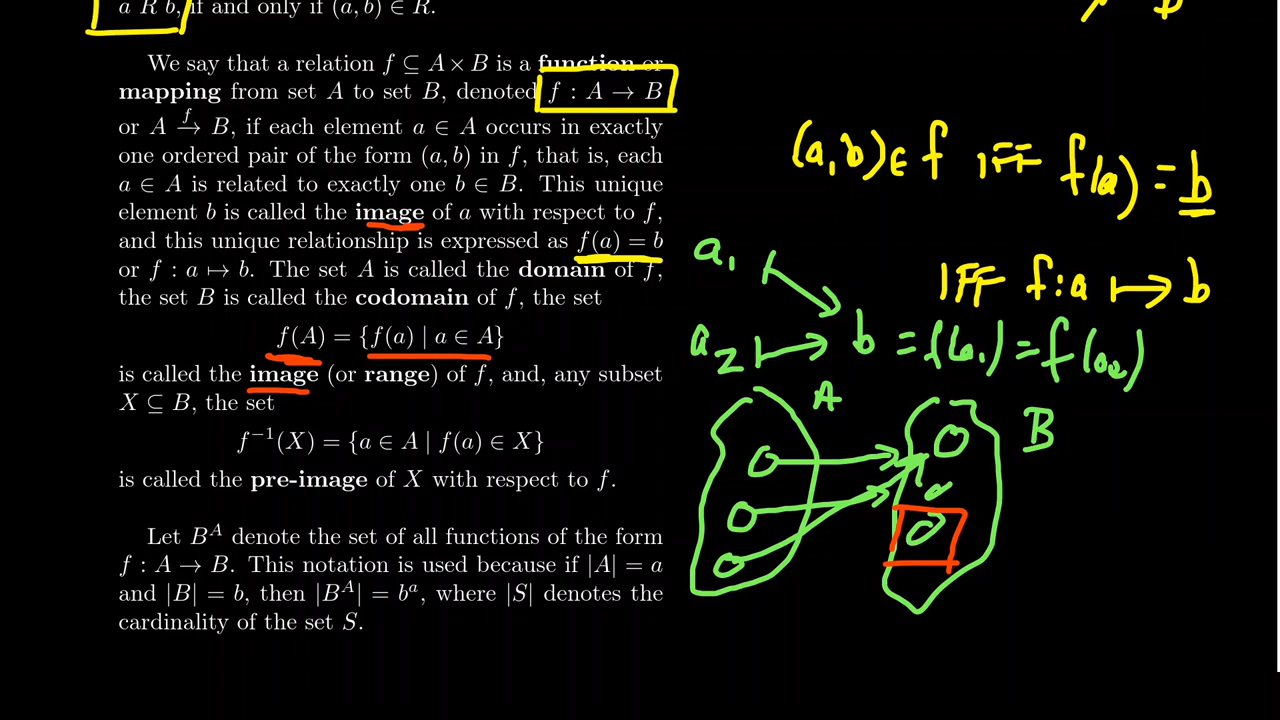 a R b, if and only if (a, b) ∈ R.
We say that a relation f ⊆ A × B is a function or
mapping from set A to set B, denoted f : A → B
or A →^f B, if each element a ∈ A occurs in exactly
one ordered pair of the form (a, b) in f, that is, each
a ∈ A is related to exactly one b ∈ B. This unique
element b is called the image of a with respect to f,
and this unique relationship is expressed as f(a) = b
or f : a ↦ b. The set A is called the domain of f,
the set B is called the codomain of f, the set
f(A) = {f(a) | a ∈ A}
is called the image (or range) of f, and, any subset
X ⊆ B, the set
f⁻¹(X) = {a ∈ A | f(a) ∈ X}
is called the pre-image of X with respect to f.
Let Bᴬ denote the set of all functions of the form
f : A → B. This notation is used because if |A| = a
and |B| = b, then |Bᴬ| = bᵃ, where |S| denotes the
cardinality of the set S.
b
(a,b) ∈ f IFF f(a) = b
IFF f:a ↦ b
a₁
a₂ ↦ b = f(a₁) = f(a₂)
A
B